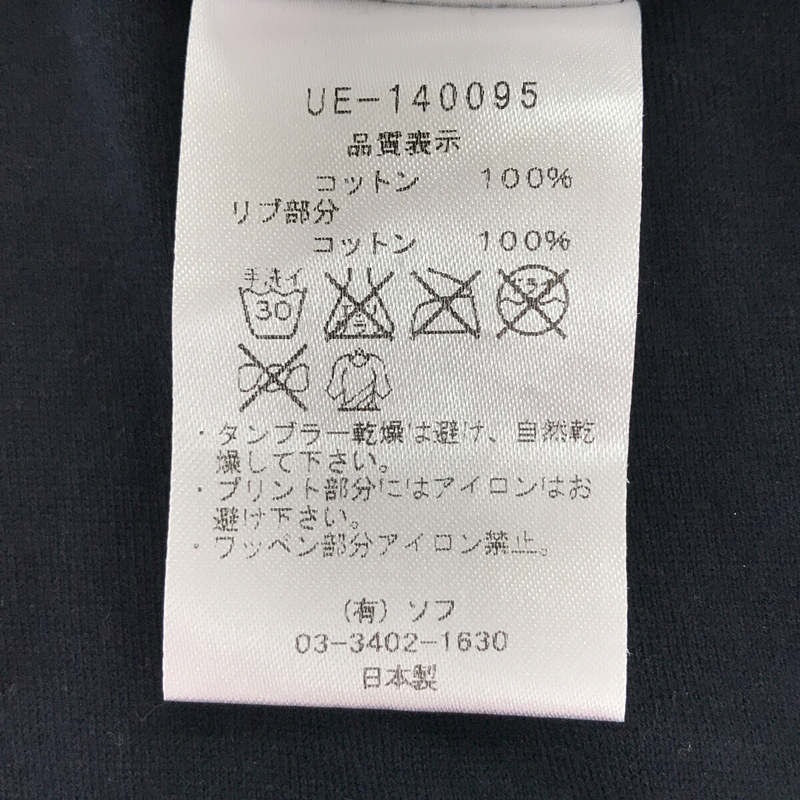 UE-140095
品質表示
コットン 100%
リブ部分
コットン 100%
手洗イ
30
・タンブラー乾燥は避け、自然乾
燥して下さい。
・プリント部分にはアイロンはお
避け下さい。
・ワッペン部分アイロン禁止。
(有)ソフ
03-3402-1630
日本製